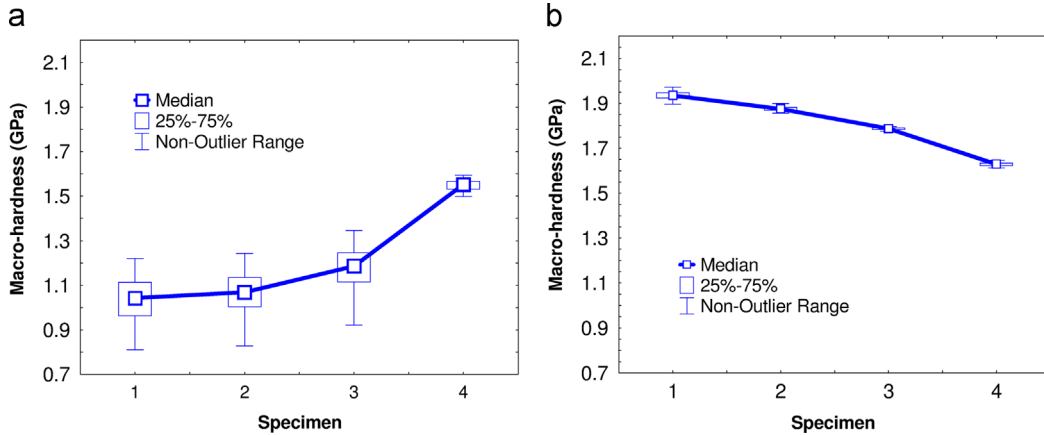 a
Macro-hardness (GPa)
2.1
1.9
1.7
1.5
1.3
1.1
0.9
0.7
Median
25%-75%
Non-Outlier Range
1 2 3 4
Specimen
b
Macro-hardness (GPa)
2.1
1.9
1.7
1.5
1.3
1.1
0.9
0.7
Median
25%-75%
Non-Outlier Range
1 2 3 4
Specimen